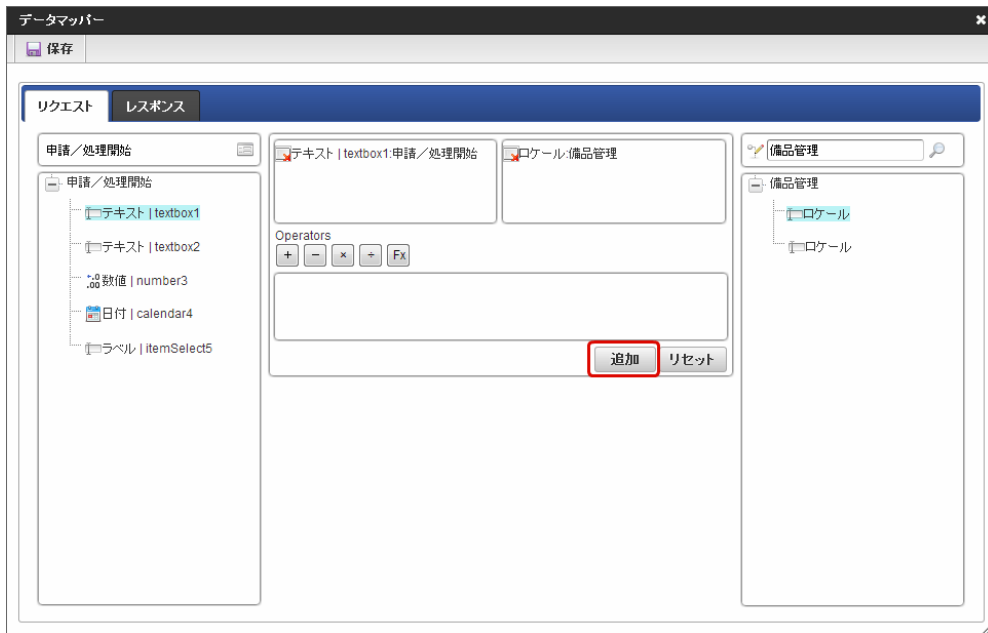 データマッパー
保存
リクエスト レスポンス
申請／処理開始
申請／処理開始
テキスト | textbox1
テキスト | textbox2
数値 | number3
日付 | calendar4
ラベル | itemSelect5
テキスト | textbox1:申請／処理開始
ロケール:備品管理
Operators
+ − × ÷ Fx
追加 リセット
備品管理
備品管理
ロケール
ロケール